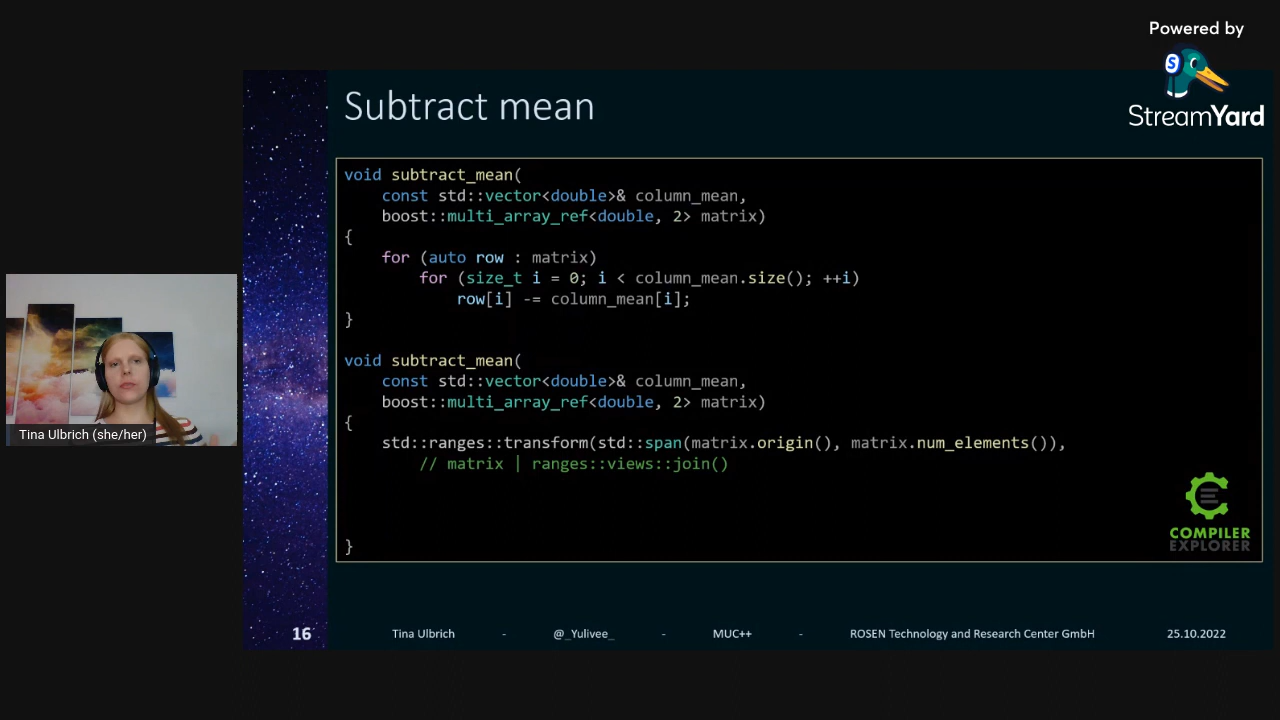 Powered by
StreamYard
Subtract mean
void subtract_mean(
const std::vector<double>& column_mean,
boost::multi_array_ref<double, 2> matrix)
{
for (auto row : matrix)
for (size_t i = 0; i < column_mean.size(); ++i)
row[i] -= column_mean[i];
}
void subtract_mean(
const std::vector<double>& column_mean,
boost::multi_array_ref<double, 2> matrix)
{
std::ranges::transform(std::span(matrix.origin(), matrix.num_elements()),
// matrix | ranges::views::join()
}
COMPILER
EXPLORER
Tina Ulbrich (she/her)
16
Tina Ulbrich - @_Yulivee_ - MUC++ - ROSEN Technology and Research Center GmbH 25.10.2022